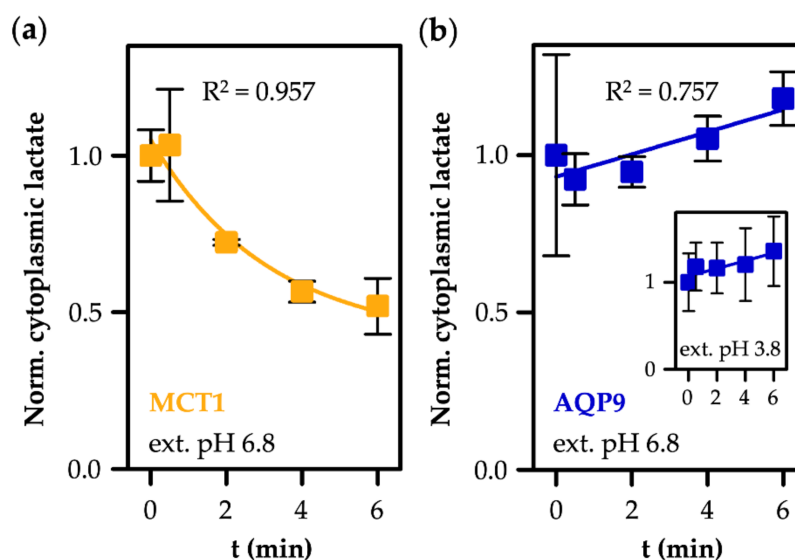 (a)
R² = 0.957
Norm. cytoplasmic lactate
1.0
0.5
0.0
MCT1
ext. pH 6.8
0 2 4 6
t (min)
(b)
R² = 0.757
Norm. cytoplasmic lactate
1.0
0.5
0.0
1
0
ext. pH 3.8
0 2 4 6
AQP9
ext. pH 6.8
0 2 4 6
t (min)